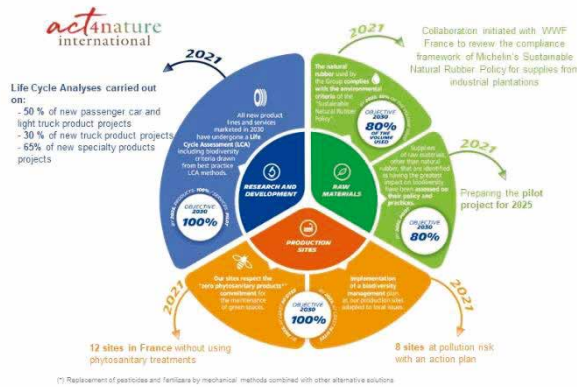 act4nature
international
2021
Life Cycle Analyses carried out
on:
- 50 % of new passenger car and
light truck product projects
- 30 % of new truck product projects
- 65% of new specialty products
projects
All new product
lines and services
marketed in 2030
have undergone a Life
Cycle Assessment (LCA)
including biodiversity
criteria drawn
from best practice
LCA methods.
OBJECTIVE
2030
100%
RESEARCH AND
DEVELOPMENT
2021
Collaboration initiated with WWF
France to review the compliance
framework of Michelin's Sustainable
Natural Rubber Policy for supplies from
industrial plantations
The natural
rubber used by
the Group complies
with the environmental
criteria of the
"Sustainable
Natural Rubber
Policy".
OBJECTIVE
2030
80%
OF THE
VOLUME
USED
RAW
MATERIALS
Suppliers
of raw materials,
other than natural
rubber, that are identified
as having the greatest
impact on biodiversity
have been assessed on
their policy and
practices.
OBJECTIVE
2030
80%
2021
Preparing the pilot
project for 2025
PRODUCTION
SITES
Our sites respect the
"zero phytosanitary products"
commitment for
the maintenance
of green spaces.
OBJECTIVE
2030
100%
Implementation
of a biodiversity
management plan
at our production sites,
adapted to local issues.
2021
12 sites in France without using
phytosanitary treatments
2021
8 sites at pollution risk
with an action plan
(*) Replacement of pesticides and fertilizers by mechanical methods combined with other alternative solutions